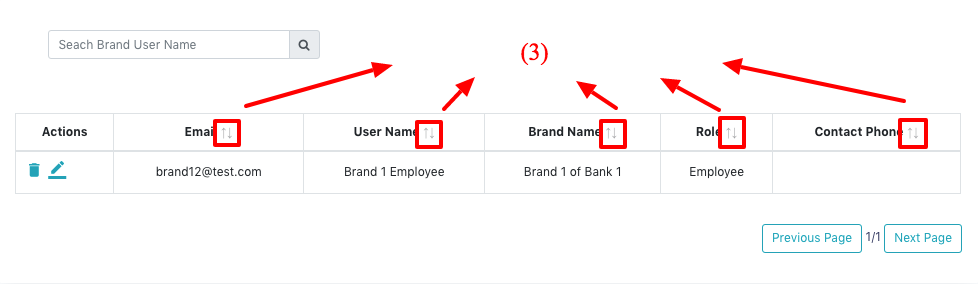 Seach Brand User Name
(3)
Actions Email ↑↓ User Name ↑↓ Brand Name ↑↓ Role ↑↓ Contact Phone ↑↓
brand12@test.com Brand 1 Employee Brand 1 of Bank 1 Employee
Previous Page 1/1 Next Page